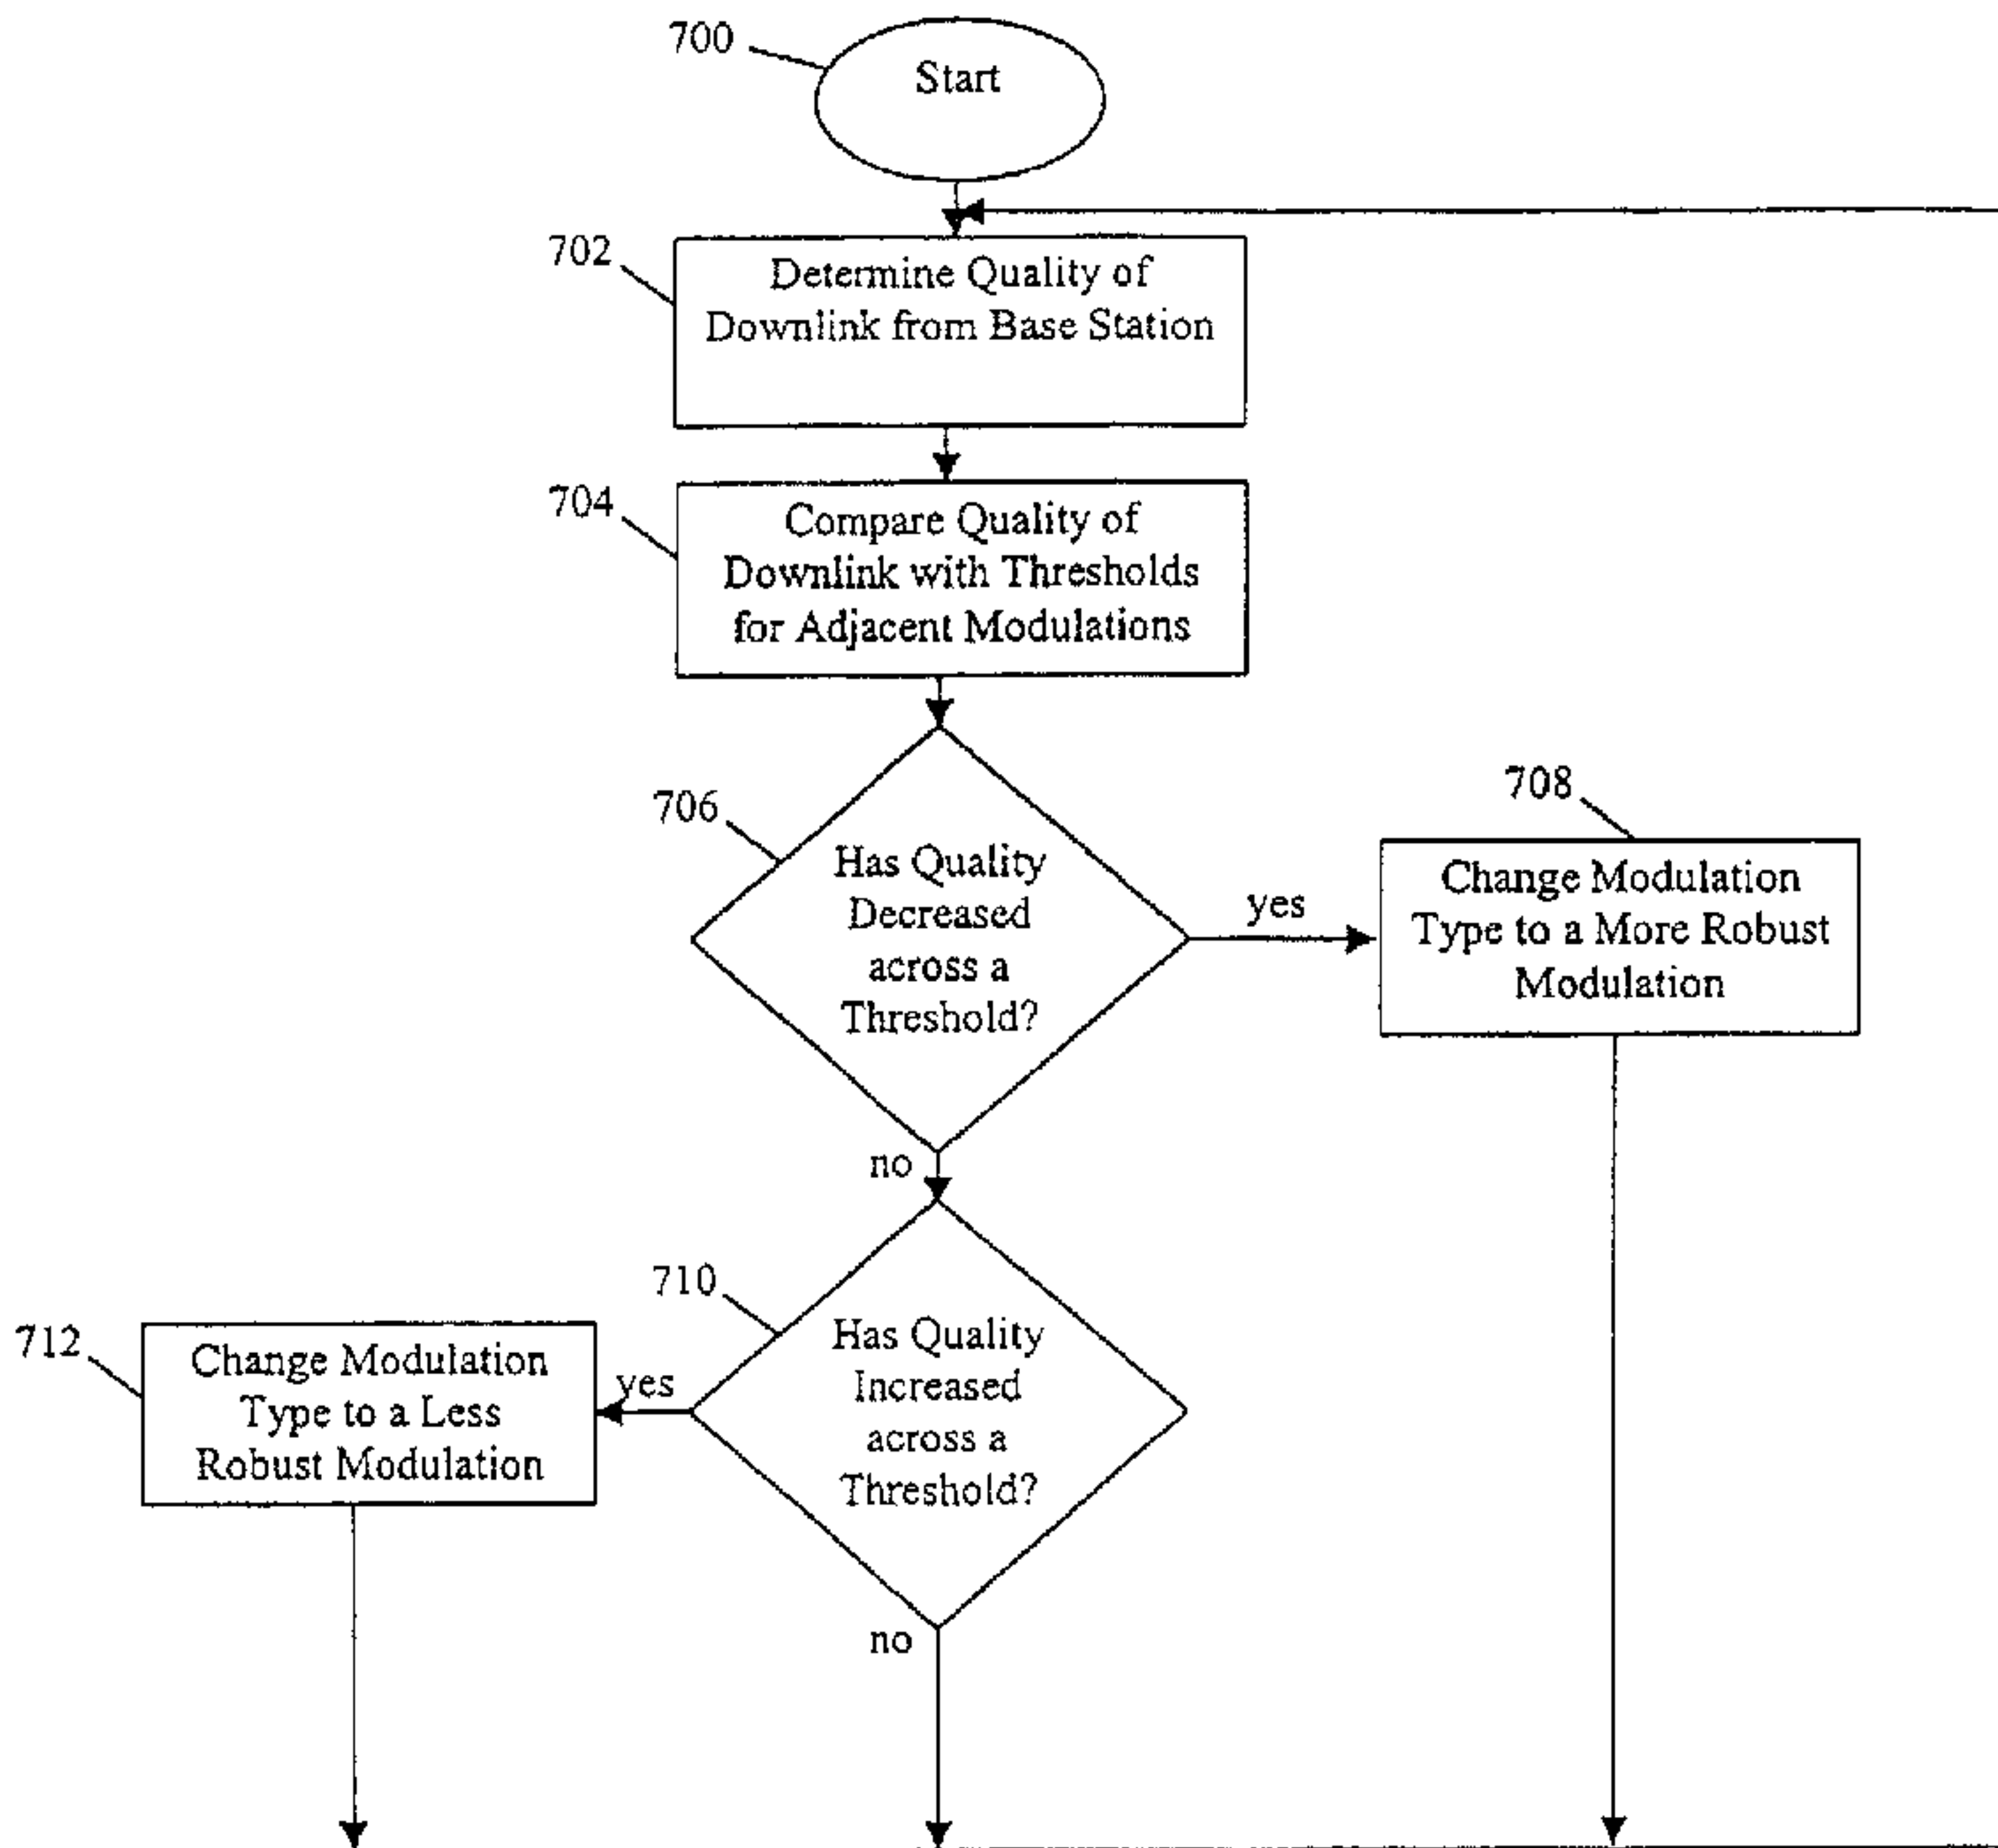 700
Start
702
Determine Quality of
Downlink from Base Station
704
Compare Quality of
Downlink with Thresholds
for Adjacent Modulations
706
Has Quality
Decreased
across a
Threshold?
yes
708
Change Modulation
Type to a More Robust
Modulation
no
710
Has Quality
Increased
across a
Threshold?
yes
712
Change Modulation
Type to a Less
Robust Modulation
no